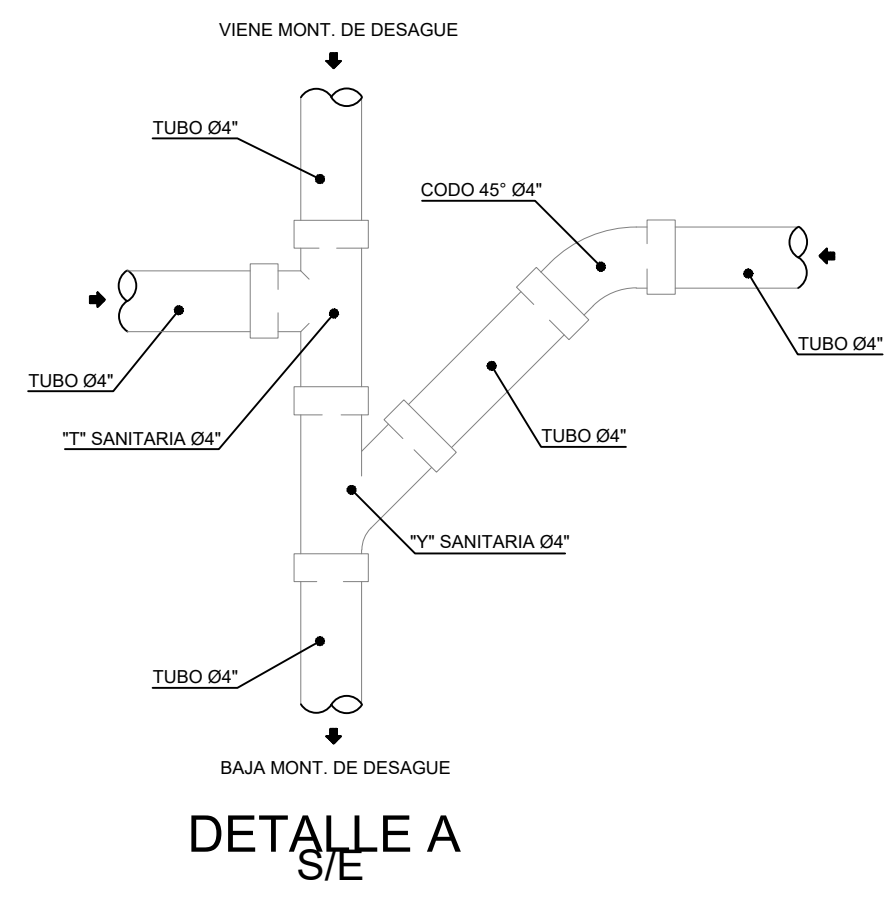 VIENE MONT. DE DESAGUE
TUBO Ø4"
CODO 45° Ø4"
TUBO Ø4"
TUBO Ø4"
"T" SANITARIA Ø4"
TUBO Ø4"
"Y" SANITARIA Ø4"
TUBO Ø4"
BAJA MONT. DE DESAGUE
DETALLE A
S/E